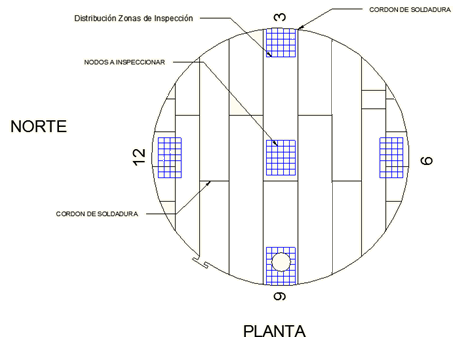 CORDON DE SOLDADURA
3
Distribución Zonas de Inspección
NODOS A INSPECCIONAR
NORTE
12
6
CORDON DE SOLDADURA
9
PLANTA